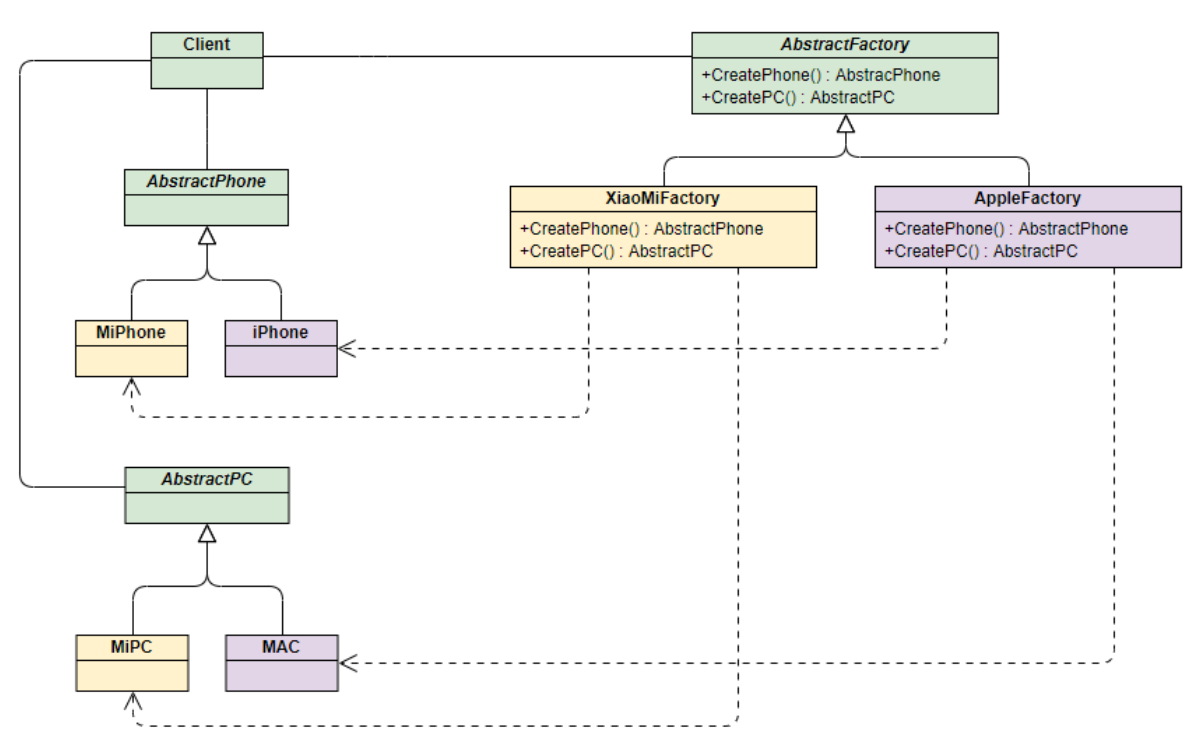 Client
AbstractFactory
+CreatePhone() : AbstracPhone
+CreatePC() : AbstractPC
AbstractPhone
XiaoMiFactory
+CreatePhone() : AbstractPhone
+CreatePC() : AbstractPC
AppleFactory
+CreatePhone() : AbstractPhone
+CreatePC() : AbstractPC
MiPhone
iPhone
AbstractPC
MiPC
MAC